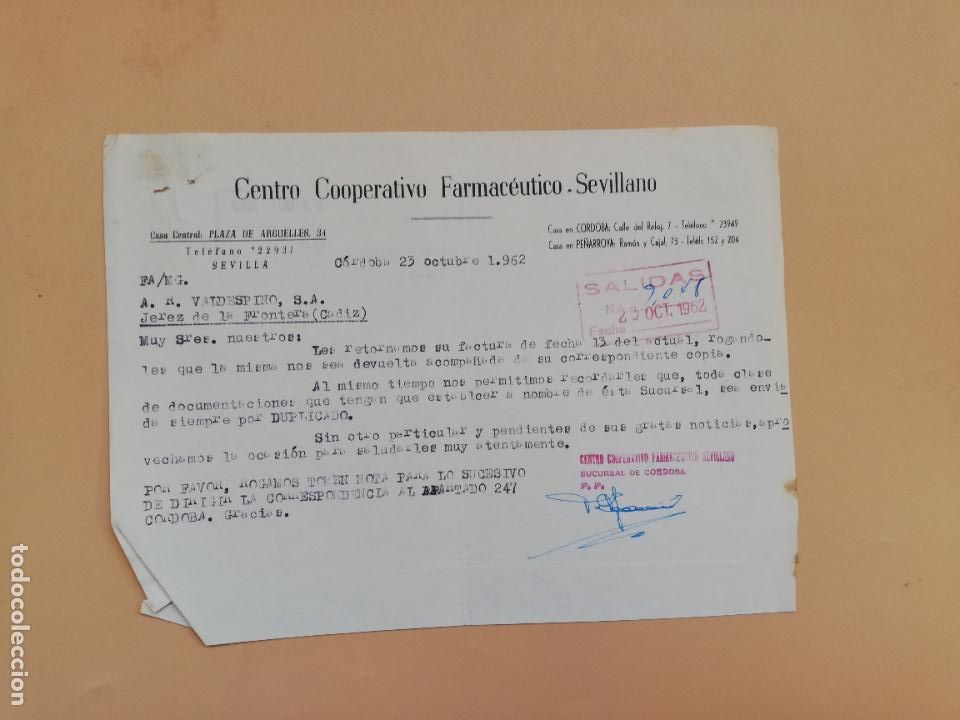 Centro Cooperativo Farmacéutico - Sevillano
Casa Central: PLAZA DE ARGUELLES, 34
Teléfono *22937
SEVILLA
Casa en CORDOBA: Calle del Reloj, 7 - Teléfono * 23949
Casa en PEÑARROYA: Ramón y Cajal, 73 - Teléfs. 152 y 204
Córdoba 23 octubre 1.962
FA/MG.
A. R. VALDESPINO, S.A.
Jerez de la Frontera(Cadiz)
SALIDAS
23 OCT. 1962
Fecha
Muy Sres. nuestros:
Les retornamos su factura de fecha 13 del actual, rogando-
les que la misma nos sea devuelta acompañada de su correspondiente copia.
Al mismo tiempo nos permitimos recordarles que, toda clase
de documentaciones que tengan que establcer a nombre de ésta Sucursal, sea envia
da siempre por DUPLICADO.
Sin otro particular y pendientes de sus gratas noticias,apro
vechamos la ocasión para saludarles muy atentamente.
CENTRO COOPERATIVO FARMACEUTICO SEVILLANO
SUCURSAL DE CORDOBA
P. P.
POR FAVOR, ROGAMOS TOMEN NOTA PARA LO SUCESIVO
DE DIRIGIR LA CORRESPONDENCIA AL APARTADO 247
CORDOBA. Gracias.
todocoleccion.net